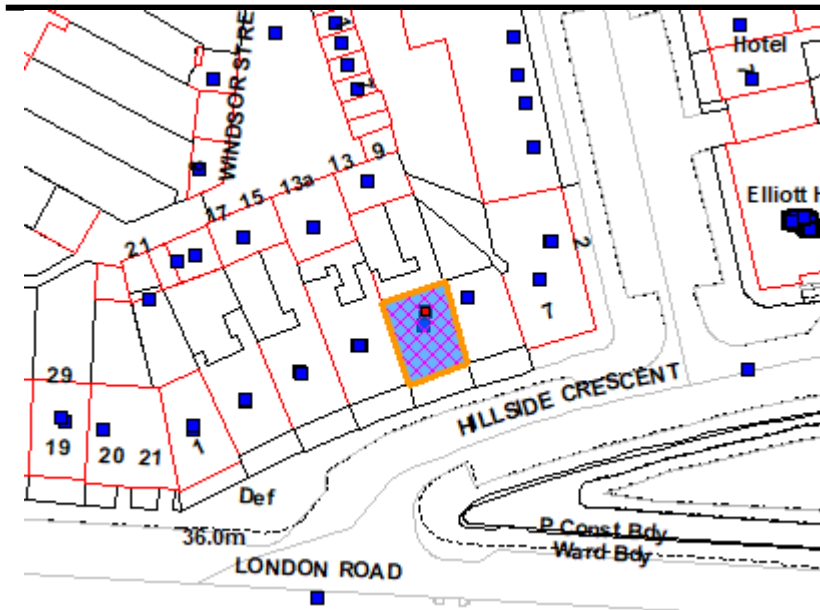 WINDSOR STRE
Hotel
7
Elliott H
9
13
13a
15
17
21
2
7
29
19
20
21
1
HILLSIDE CRESCENT
Def
36.0m
P Const Bdy
Ward Bdy
LONDON ROAD